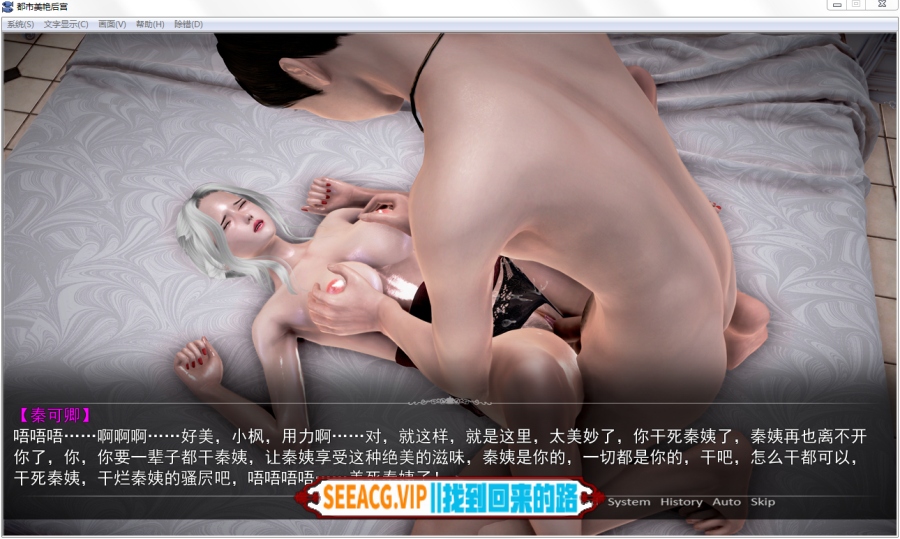 都市美艳后宫
系统(S) 文字显示(C) 画面(V) 帮助(H) 除错(D)
【秦可卿】
唔唔唔……啊啊啊……好美，小枫，用力啊……对，就这样，就是这里，太美妙了，你干死秦姨了，秦姨再也离不开
你了，你，你要一辈子都干秦姨，让秦姨享受这种绝美的滋味，秦姨是你的，一切都是你的，干吧，怎么干都可以，
干死秦姨，干烂秦姨的骚屄吧，唔唔唔唔……美死秦姨了！
SEEACG.VIP||找到回来的路
System History Auto Skip